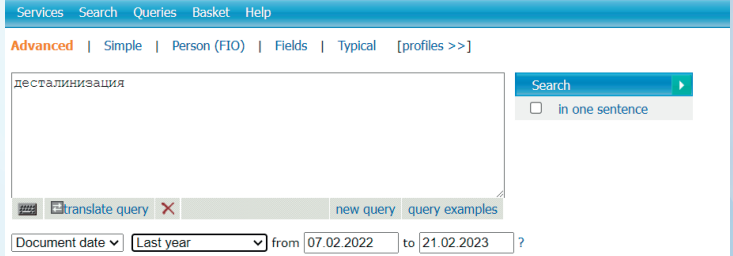 Services Search Queries Basket Help
Advanced | Simple | Person (FIO) | Fields | Typical [profiles >>]
десталинизация
Search
in one sentence
translate query new query query examples
Document date Last year from 07.02.2022 to 21.02.2023 ?